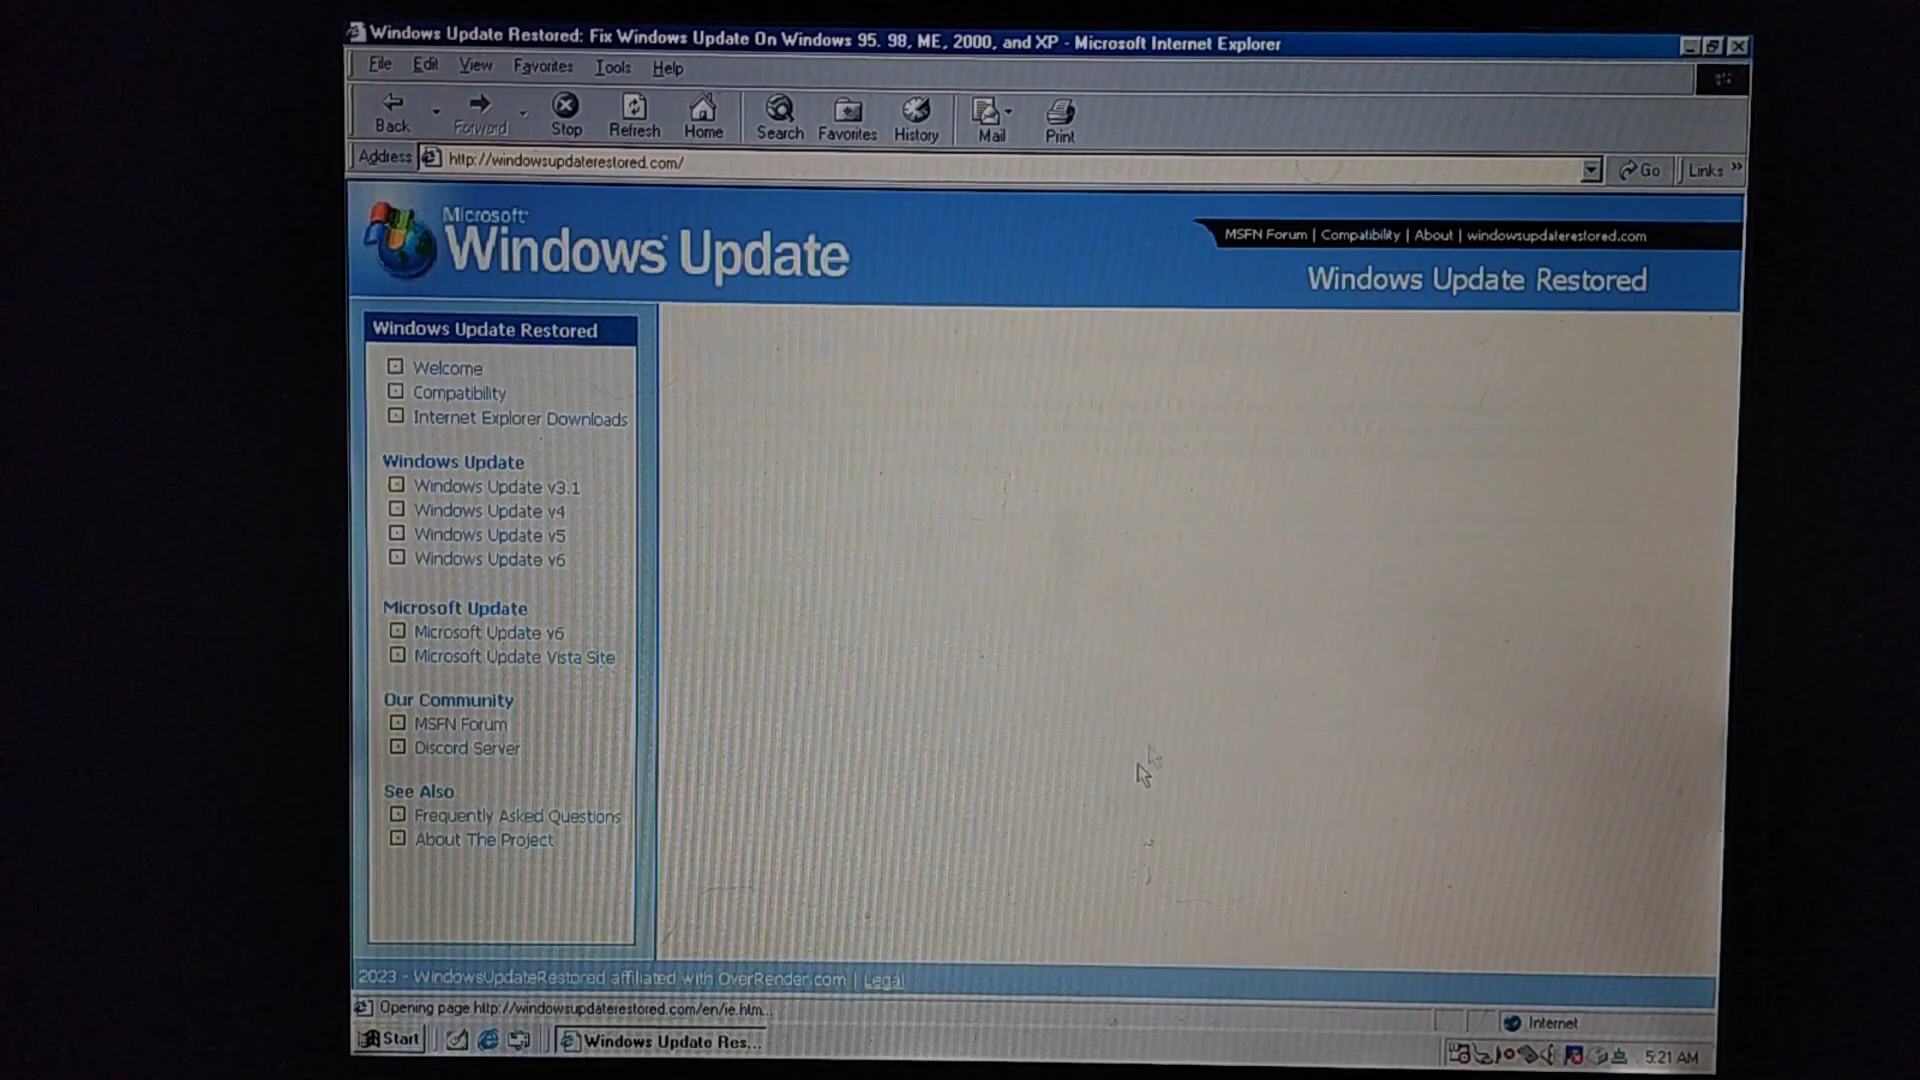 Windows Update Restored: Fix Windows Update On Windows 95. 98, ME, 2000, and XP - Microsoft Internet Explorer
File Edit View Favorites Tools Help
Back Forward Stop Refresh Home Search Favorites History Mail Print
Address http://windowsupdaterestored.com/ Go Links »
Microsoft
Windows Update
MSFN Forum | Compatibility | About | windowsupdaterestored.com
Windows Update Restored
Windows Update Restored
Welcome
Compatibility
Internet Explorer Downloads
Windows Update
Windows Update v3.1
Windows Update v4
Windows Update v5
Windows Update v6
Microsoft Update
Microsoft Update v6
Microsoft Update Vista Site
Our Community
MSFN Forum
Discord Server
See Also
Frequently Asked Questions
About The Project
2023 - WindowsUpdateRestored affiliated with OverRender.com | Legal
Opening page http://windowsupdaterestored.com/en/ie.htm...
Internet
Start Windows Update Res... 5:21 AM